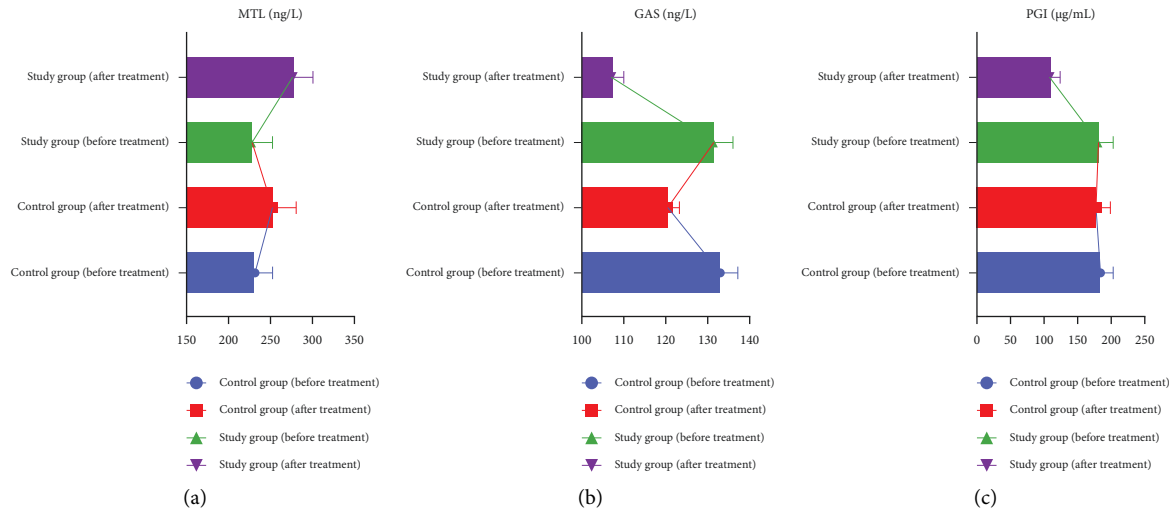 MTL (ng/L)
Study group (after treatment)
Study group (before treatment)
Control group (after treatment)
Control group (before treatment)
150 200 250 300 350
Control group (before treatment)
Control group (after treatment)
Study group (before treatment)
Study group (after treatment)
(a)
GAS (ng/L)
Study group (after treatment)
Study group (before treatment)
Control group (after treatment)
Control group (before treatment)
100 110 120 130 140
Control group (before treatment)
Control group (after treatment)
Study group (before treatment)
Study group (after treatment)
(b)
PGI (μg/mL)
Study group (after treatment)
Study group (before treatment)
Control group (after treatment)
Control group (before treatment)
0 50 100 150 200 250
Control group (before treatment)
Control group (after treatment)
Study group (before treatment)
Study group (after treatment)
(c)